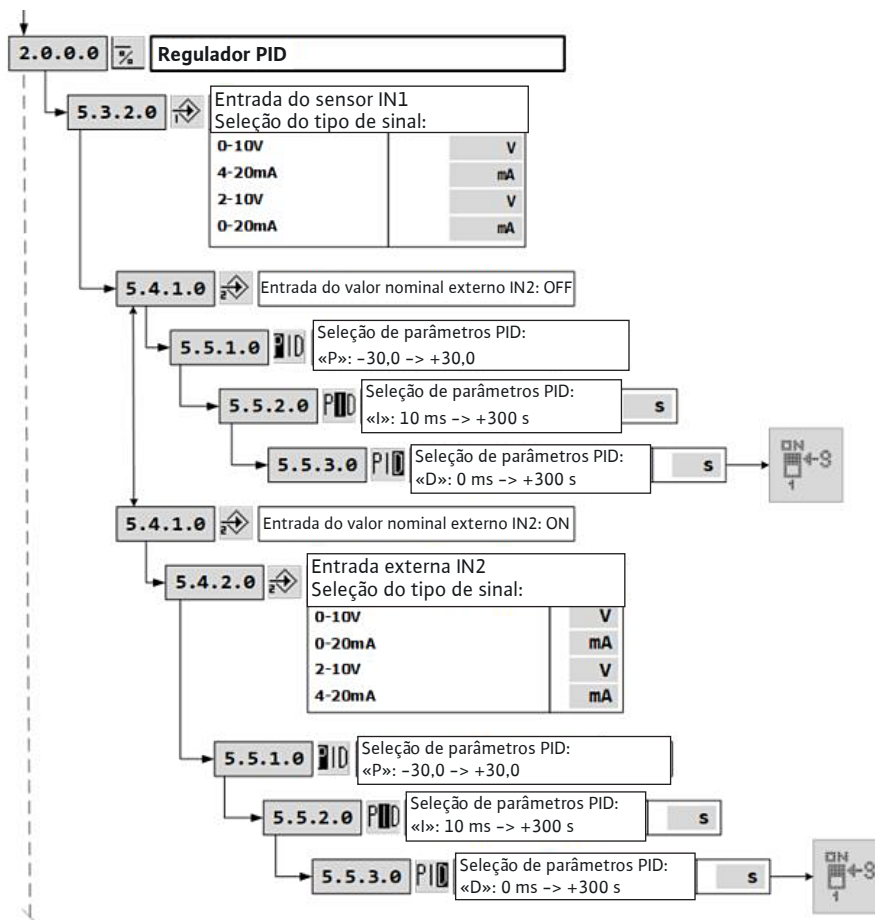 2.0.0.0 Regulador PID
5.3.2.0 1 Entrada do sensor IN1
Seleção do tipo de sinal:
0-10V V
4-20mA mA
2-10V V
0-20mA mA
5.4.1.0 2 Entrada do valor nominal externo IN2: OFF
5.5.1.0 PID Seleção de parâmetros PID:
«P»: -30,0 -> +30,0
5.5.2.0 PID Seleção de parâmetros PID:
«I»: 10 ms -> +300 s s
5.5.3.0 PID Seleção de parâmetros PID:
«D»: 0 ms -> +300 s s
ON
1
5.4.1.0 2 Entrada do valor nominal externo IN2: ON
5.4.2.0 2 Entrada externa IN2
Seleção do tipo de sinal:
0-10V V
0-20mA mA
2-10V V
4-20mA mA
5.5.1.0 PID Seleção de parâmetros PID:
«P»: -30,0 -> +30,0
5.5.2.0 PID Seleção de parâmetros PID:
«I»: 10 ms -> +300 s s
5.5.3.0 PID Seleção de parâmetros PID:
«D»: 0 ms -> +300 s s
ON
1